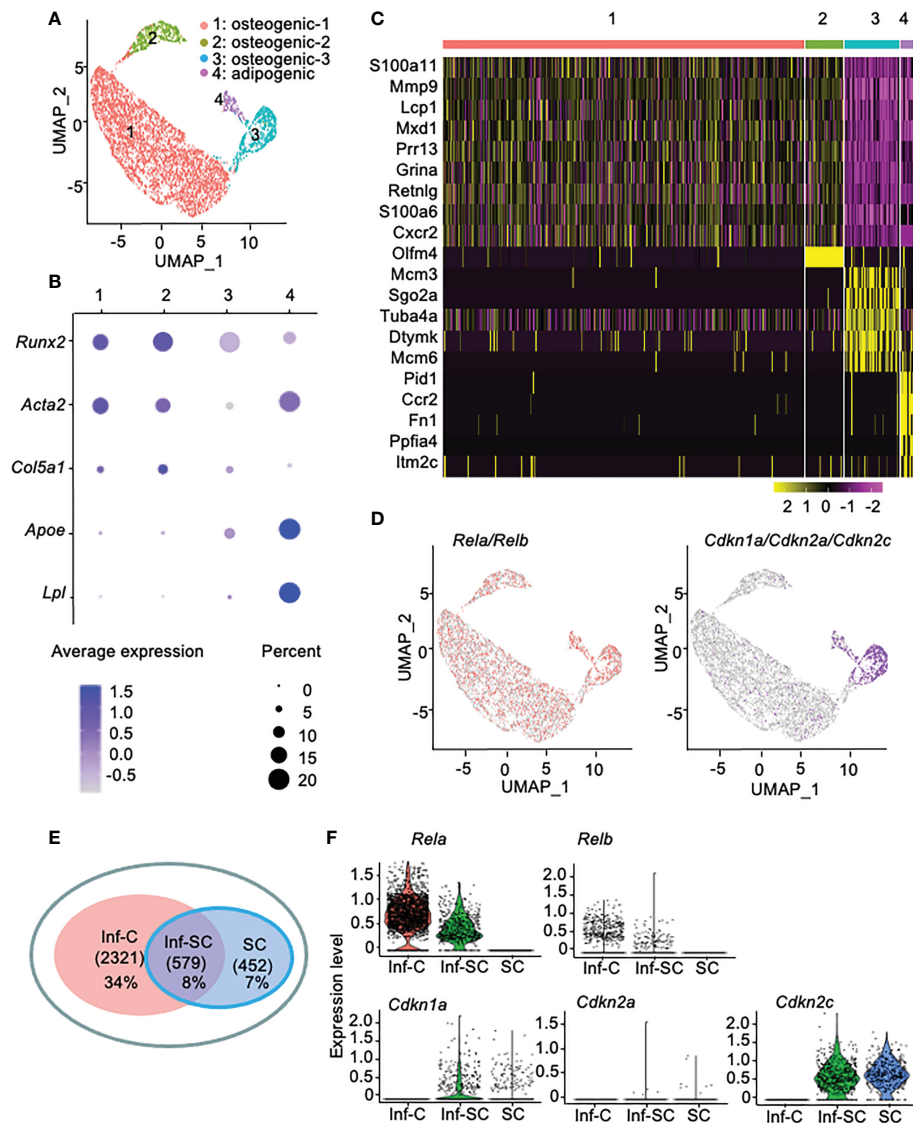 A
1: osteogenic-1
2: osteogenic-2
3: osteogenic-3
4: adipogenic
2
4
1
3
5
0
-5
UMAP_2
-5 0 5 10
UMAP_1
B
1 2 3 4
Runx2
Acta2
Col5a1
Apoe
Lpl
Average expression
1.5
1.0
0.5
0.0
-0.5
Percent
0
5
10
15
20
C
1 2 3 4
S100a11
Mmp9
Lcp1
Mxd1
Prr13
Grina
Retnlg
S100a6
Cxcr2
Olfm4
Mcm3
Sgo2a
Tuba4a
Dtymk
Mcm6
Pid1
Ccr2
Fn1
Ppfia4
Itm2c
2 1 0 -1 -2
D
Rela/Relb
5
0
-5
UMAP_2
-5 0 5 10
UMAP_1
Cdkn1a/Cdkn2a/Cdkn2c
5
0
-5
UMAP_2
-5 0 5 10
UMAP_1
E
Inf-C
(2321)
34%
Inf-SC
(579)
8%
SC
(452)
7%
F
Expression level
Rela
1.5
1.0
0.5
0
Inf-C Inf-SC SC
Relb
2.0
1.5
1.0
0.5
0
Inf-C Inf-SC SC
Cdkn1a
2.0
1.5
1.0
0.5
0
Inf-C Inf-SC SC
Cdkn2a
1.5
1.0
0.5
0
Inf-C Inf-SC SC
Cdkn2c
2.0
1.5
1.0
0.5
0
Inf-C Inf-SC SC